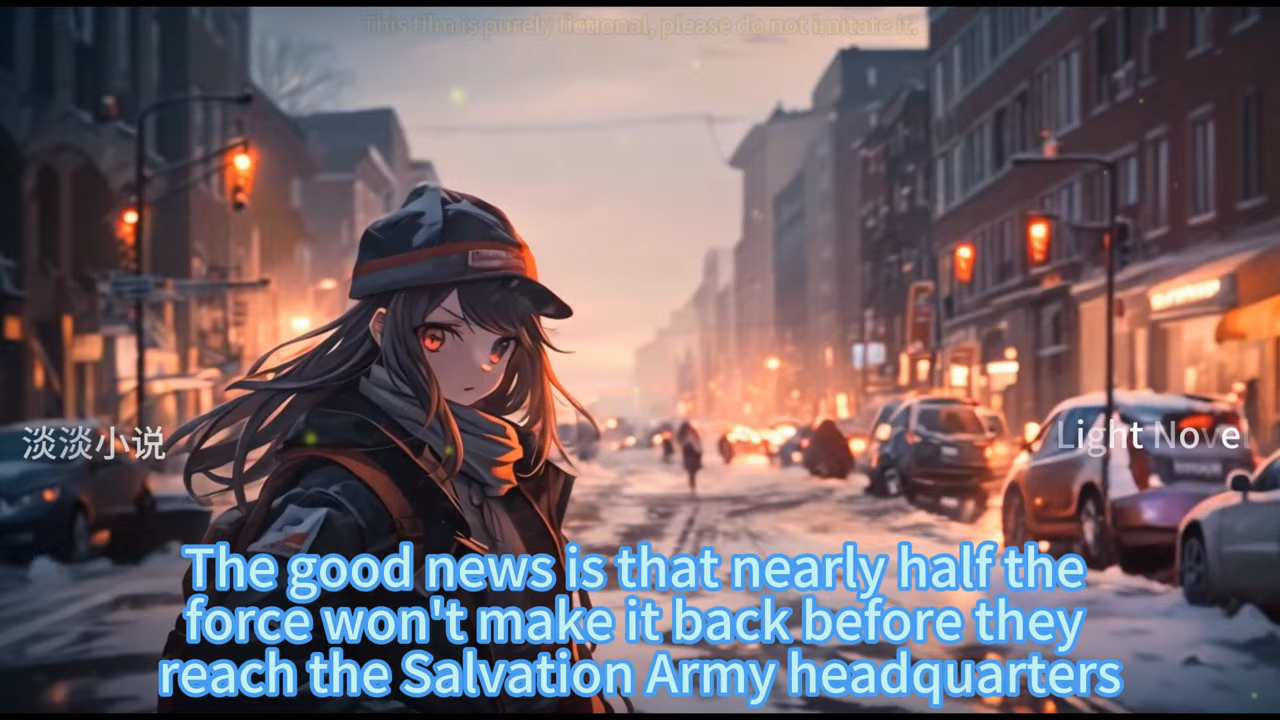 This film is purely fictional, please do not imitate it.
淡淡小说
Light Novel
The good news is that nearly half the
force won't make it back before they
reach the Salvation Army headquarters